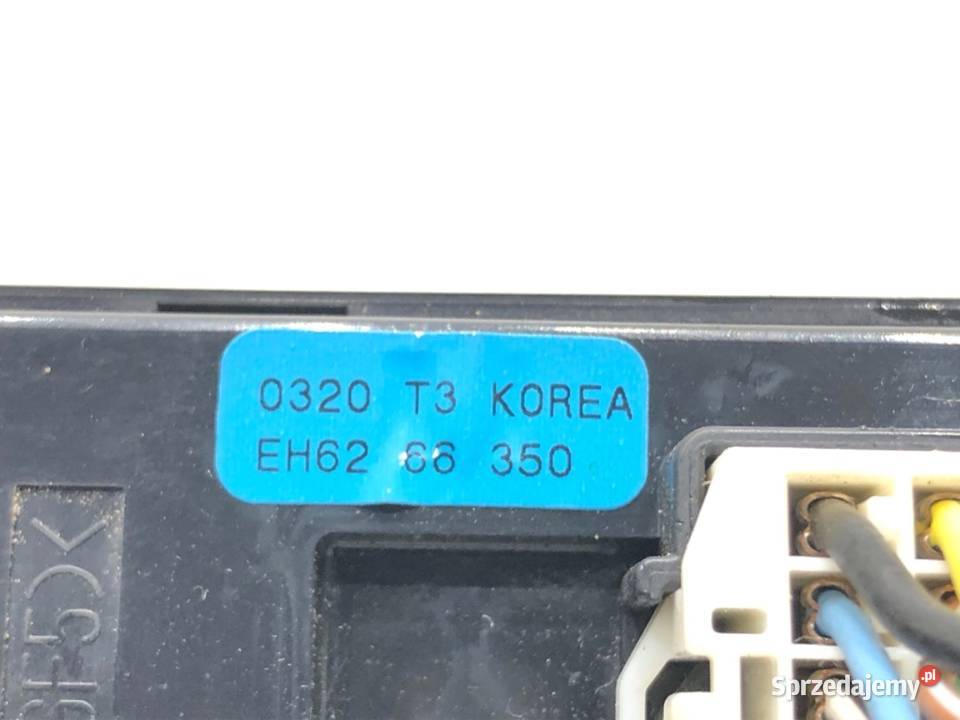 0320 T3 KOREA
EH62 66 350
Sprzedajemy.pl